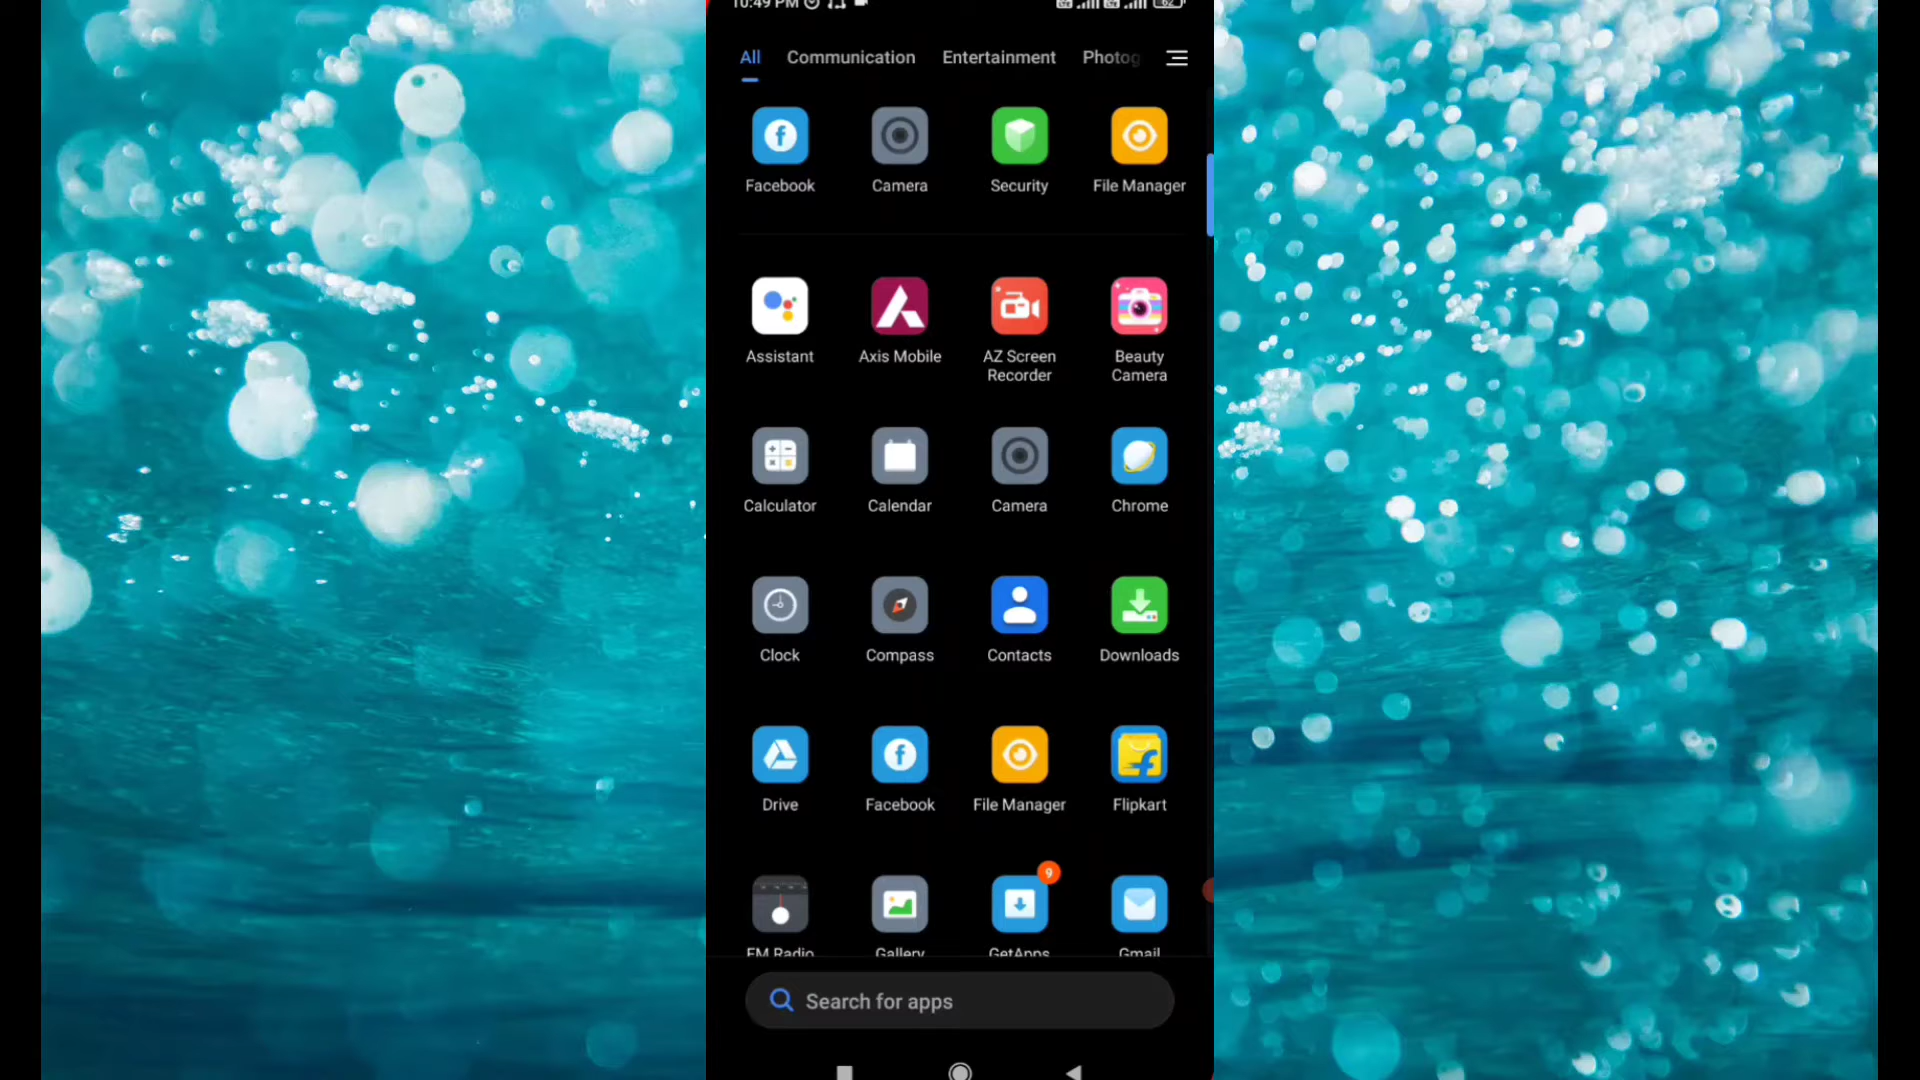 10:49 PM 62
All Communication Entertainment Photog
Facebook Camera Security File Manager
Assistant Axis Mobile AZ Screen Recorder Beauty Camera
Calculator Calendar Camera Chrome
Clock Compass Contacts Downloads
Drive Facebook File Manager Flipkart
9
FM Radio Gallery GetApps Gmail
Search for apps